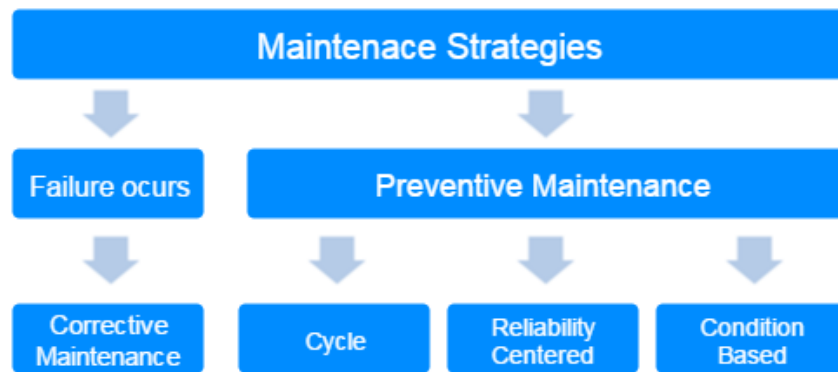 Maintenace Strategies
Failure ocurs
Preventive Maintenance
Corrective
Maintenance
Cycle
Reliability
Centered
Condition
Based